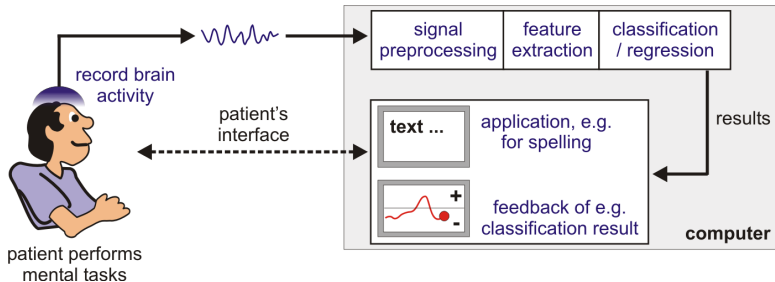 record brain
activity
signal
preprocessing
feature
extraction
classification
/ regression
patient's
interface
text ...
application, e.g.
for spelling
results
+
-
feedback of e.g.
classification result
computer
patient performs
mental tasks